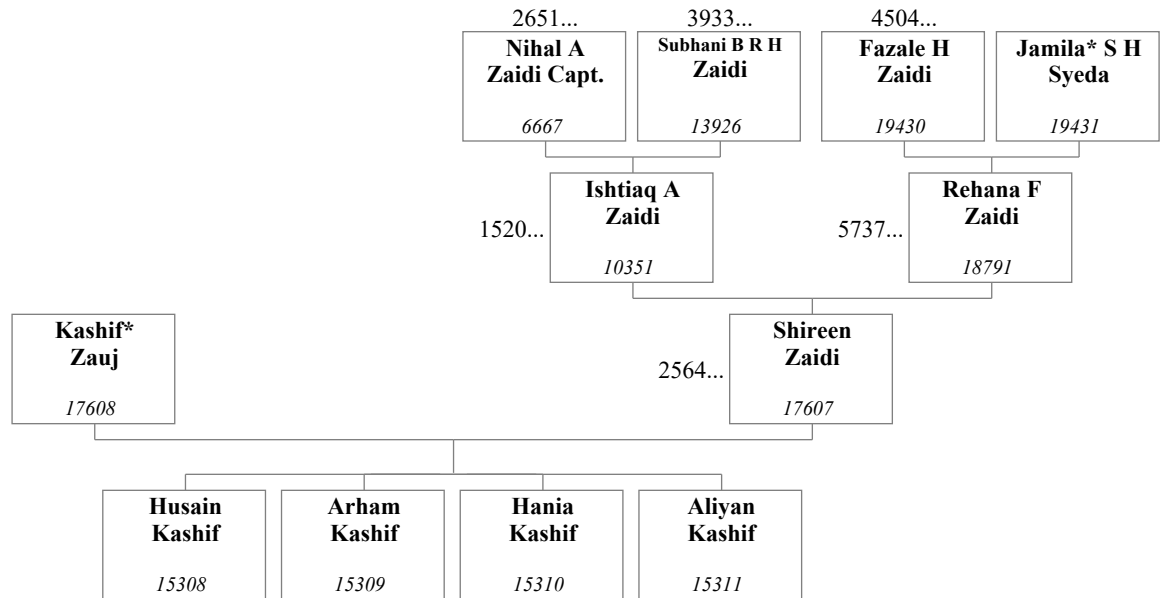 2651...
3933...
4504...
Nihal A
Zaidi Capt.
6667
Subhani B R H
Zaidi
13926
Fazale H
Zaidi
19430
Jamila* S H
Syeda
19431
1520...
Ishtiaq A
Zaidi
10351
5737...
Rehana F
Zaidi
18791
Kashif*
Zauj
17608
2564...
Shireen
Zaidi
17607
Husain
Kashif
15308
Arham
Kashif
15309
Hania
Kashif
15310
Aliyan
Kashif
15311